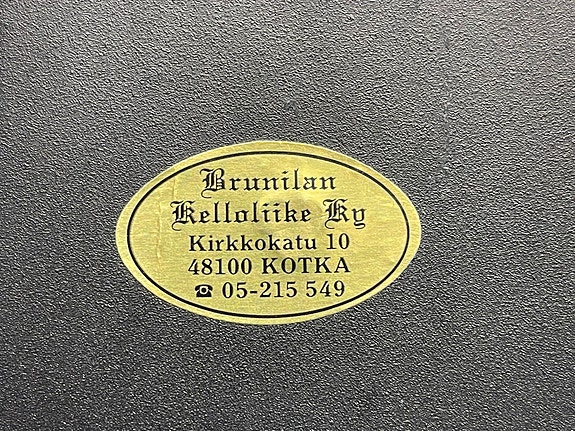 Brunilan
Kelloliike Ky
Kirkkokatu 10
48100 KOTKA
☎ 05-215 549